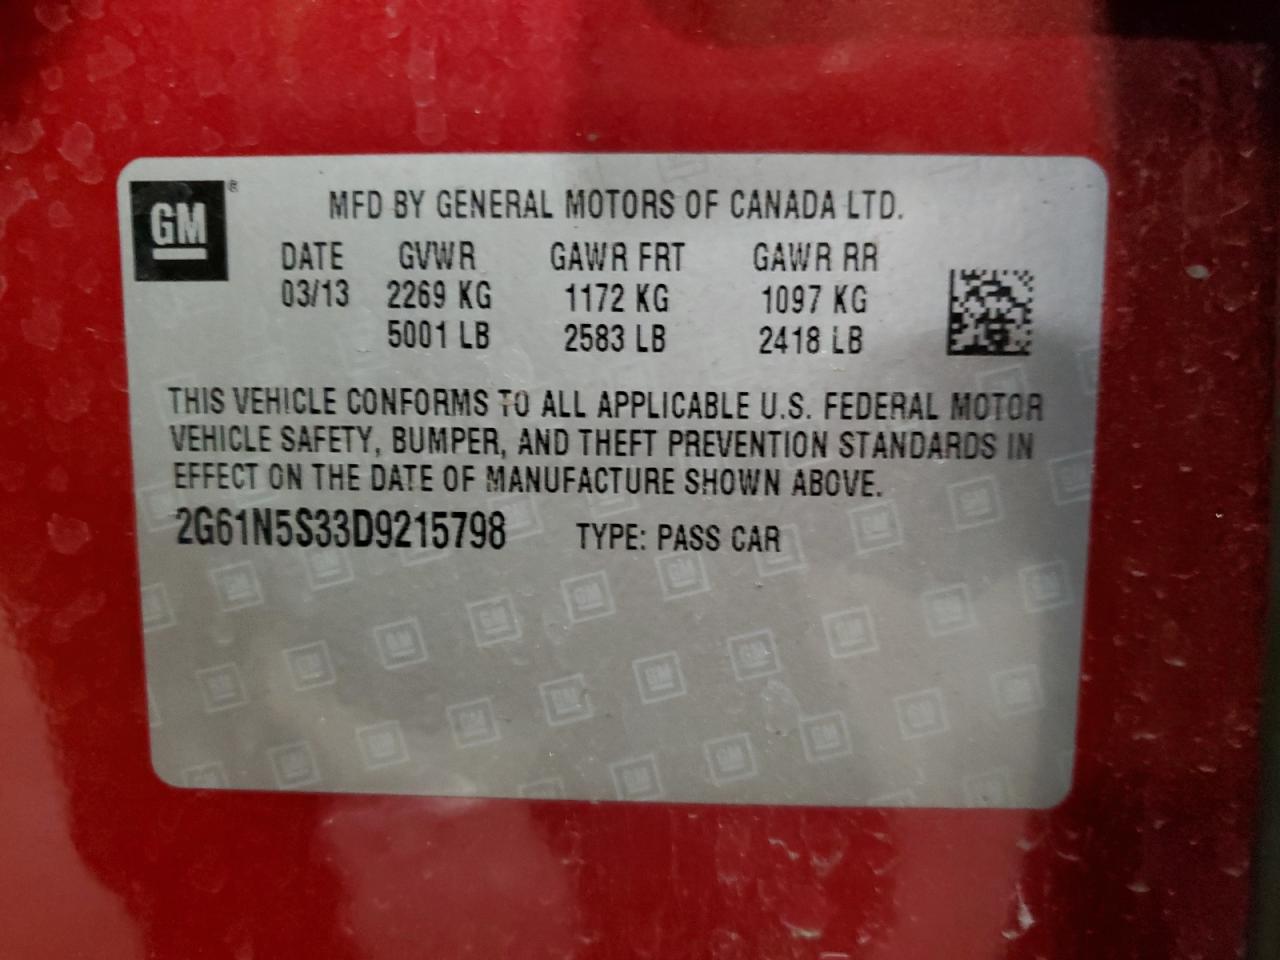 GM ®
MFD BY GENERAL MOTORS OF CANADA LTD.
DATE GVWR GAWR FRT GAWR RR
03/13 2269 KG 1172 KG 1097 KG
5001 LB 2583 LB 2418 LB
THIS VEHICLE CONFORMS TO ALL APPLICABLE U.S. FEDERAL MOTOR
VEHICLE SAFETY, BUMPER, AND THEFT PREVENTION STANDARDS IN
EFFECT ON THE DATE OF MANUFACTURE SHOWN ABOVE.
2G61N5S33D9215798 TYPE: PASS CAR